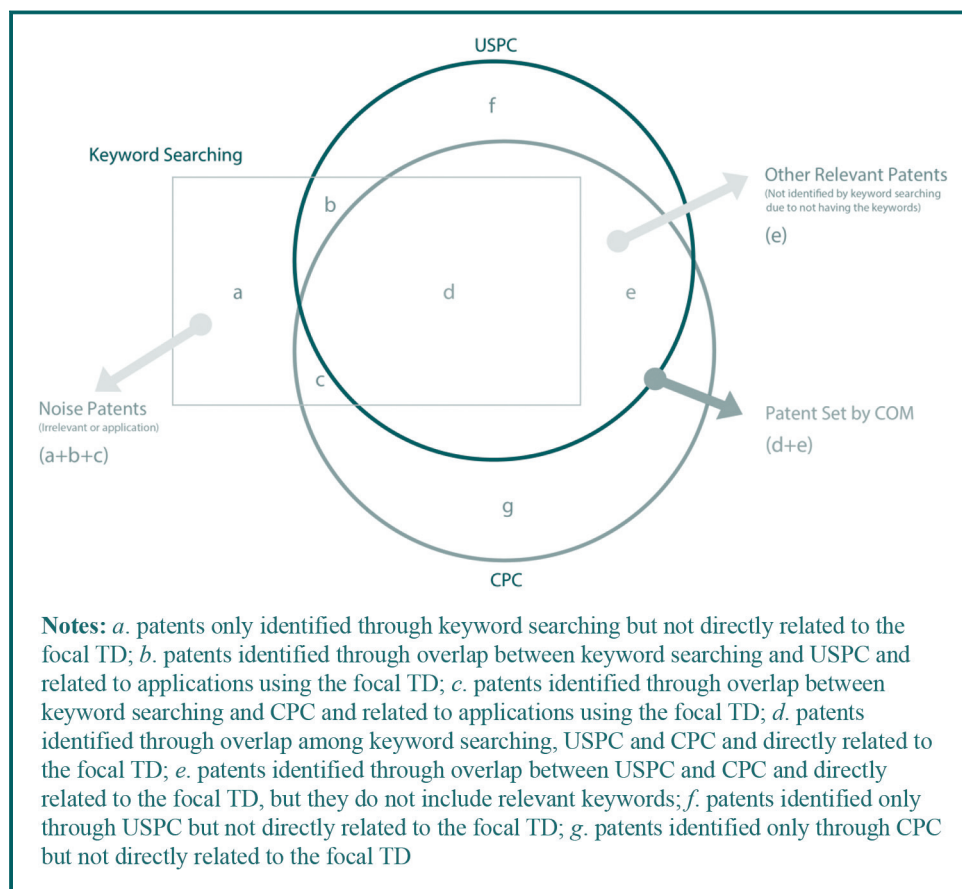 USPC
f
Keyword Searching
b
Other Relevant Patents
(Not identified by keyword searching
due to not having the keywords)
(e)
a
d
e
c
Noise Patents
(Irrelevant or application)
(a+b+c)
Patent Set by COM
(d+e)
g
CPC
Notes: a. patents only identified through keyword searching but not directly related to the
focal TD; b. patents identified through overlap between keyword searching and USPC and
related to applications using the focal TD; c. patents identified through overlap between
keyword searching and CPC and related to applications using the focal TD; d. patents
identified through overlap among keyword searching, USPC and CPC and directly related to
the focal TD; e. patents identified through overlap between USPC and CPC and directly
related to the focal TD, but they do not include relevant keywords; f. patents identified only
through USPC but not directly related to the focal TD; g. patents identified only through CPC
but not directly related to the focal TD